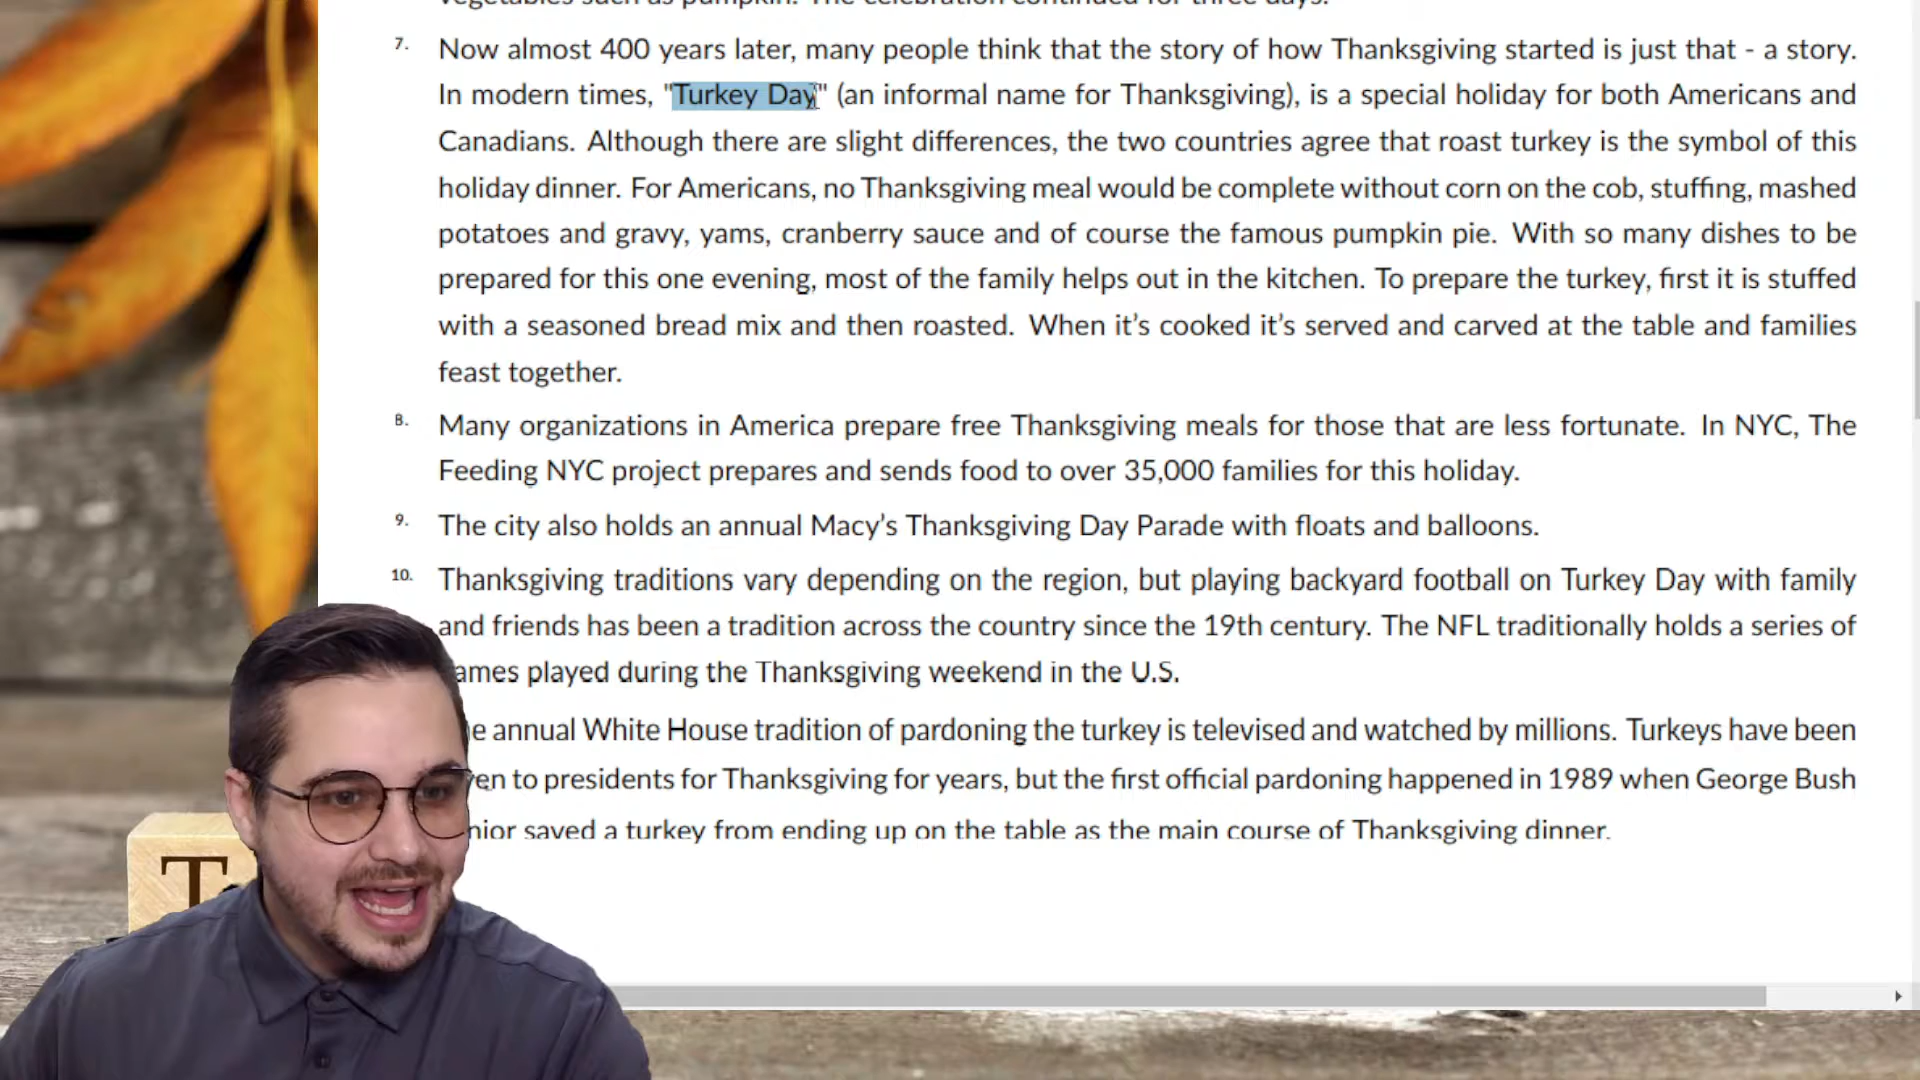 vegetables such as pumpkin. The celebration continued for three days.
7. Now almost 400 years later, many people think that the story of how Thanksgiving started is just that - a story.
In modern times, "Turkey Day" (an informal name for Thanksgiving), is a special holiday for both Americans and
Canadians. Although there are slight differences, the two countries agree that roast turkey is the symbol of this
holiday dinner. For Americans, no Thanksgiving meal would be complete without corn on the cob, stuffing, mashed
potatoes and gravy, yams, cranberry sauce and of course the famous pumpkin pie. With so many dishes to be
prepared for this one evening, most of the family helps out in the kitchen. To prepare the turkey, first it is stuffed
with a seasoned bread mix and then roasted. When it’s cooked it’s served and carved at the table and families
feast together.
8. Many organizations in America prepare free Thanksgiving meals for those that are less fortunate. In NYC, The
Feeding NYC project prepares and sends food to over 35,000 families for this holiday.
9. The city also holds an annual Macy’s Thanksgiving Day Parade with floats and balloons.
10. Thanksgiving traditions vary depending on the region, but playing backyard football on Turkey Day with family
and friends has been a tradition across the country since the 19th century. The NFL traditionally holds a series of
ames played during the Thanksgiving weekend in the U.S.
e annual White House tradition of pardoning the turkey is televised and watched by millions. Turkeys have been
en to presidents for Thanksgiving for years, but the first official pardoning happened in 1989 when George Bush
nior saved a turkey from ending up on the table as the main course of Thanksgiving dinner.
T